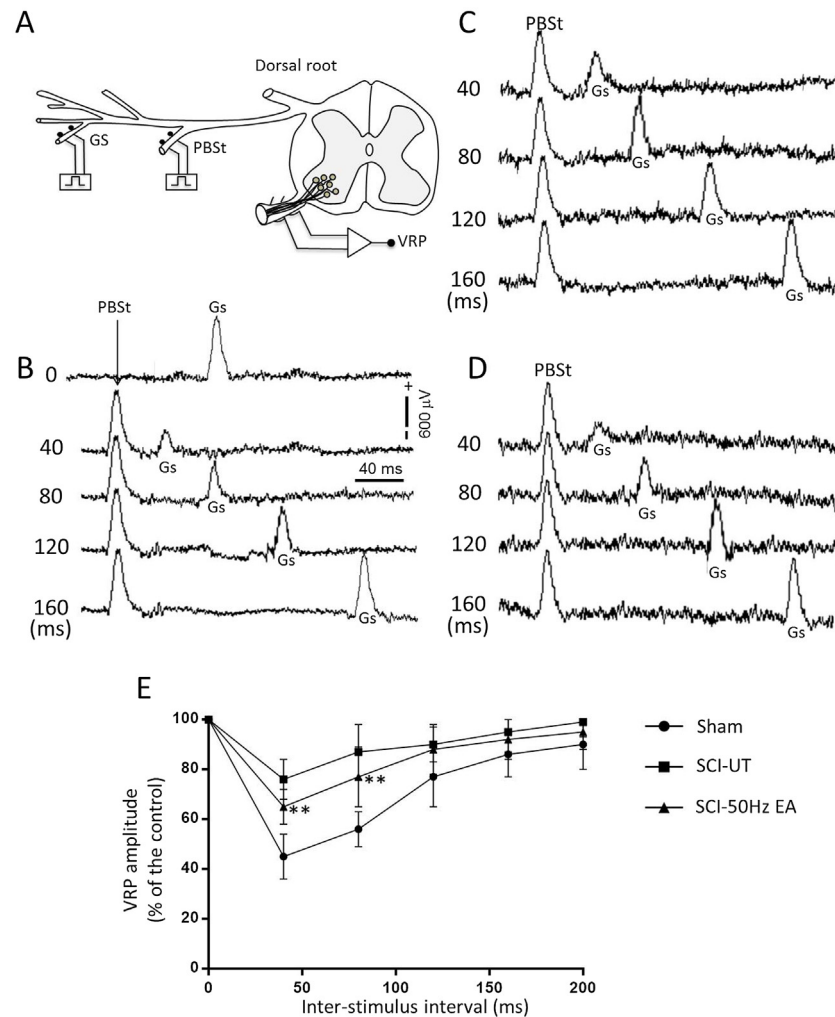 A
Dorsal root
GS
PBSt
VRP
B
PBSt
Gs
0
+
600 µV
-
40
Gs
40 ms
80
Gs
120
Gs
160
(ms)
Gs
C
PBSt
40
Gs
80
Gs
120
Gs
160
(ms)
Gs
D
PBSt
40
Gs
80
Gs
120
Gs
160
(ms)
Gs
E
VRP amplitude
(% of the control)
100
80
60
40
20
0
**
**
0 50 100 150 200
Inter-stimulus interval (ms)
Sham
SCI-UT
SCI-50Hz EA